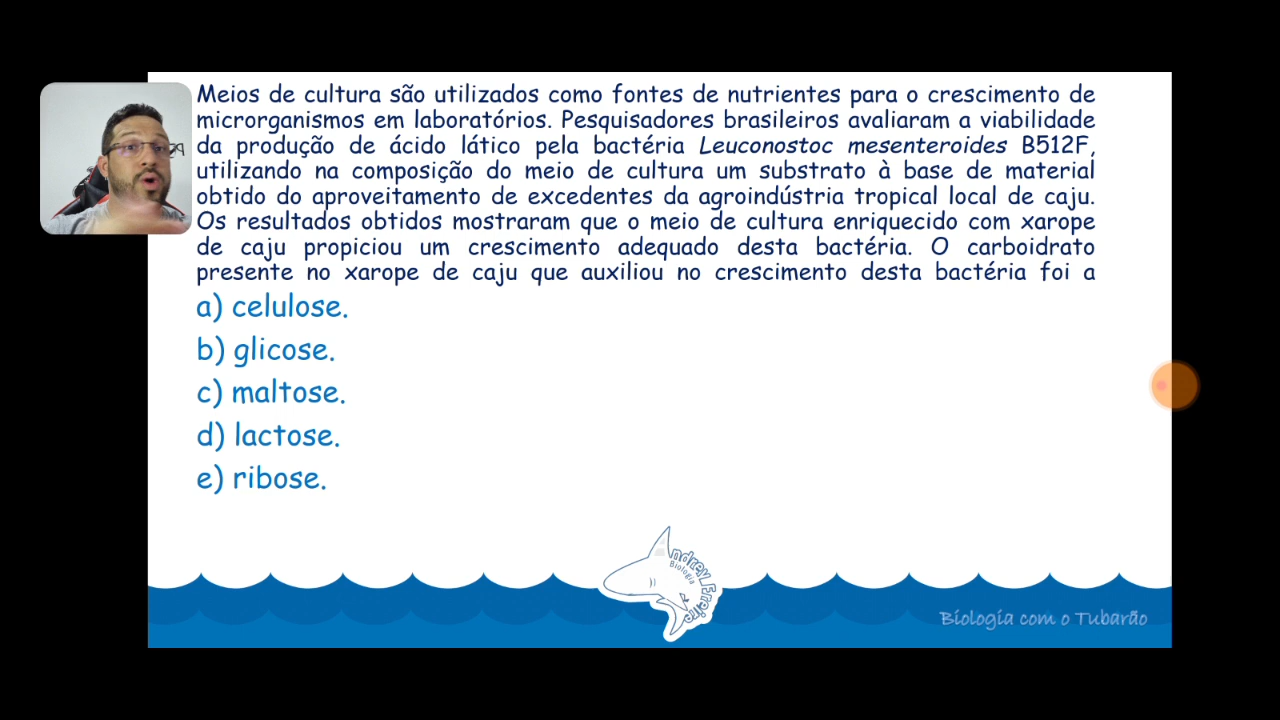 Meios de cultura são utilizados como fontes de nutrientes para o crescimento de
microrganismos em laboratórios. Pesquisadores brasileiros avaliaram a viabilidade
da produção de ácido lático pela bactéria Leuconostoc mesenteroides B512F,
utilizando na composição do meio de cultura um substrato à base de material
obtido do aproveitamento de excedentes da agroindústria tropical local de caju.
Os resultados obtidos mostraram que o meio de cultura enriquecido com xarope
de caju propiciou um crescimento adequado desta bactéria. O carboidrato
presente no xarope de caju que auxiliou no crescimento desta bactéria foi a
a) celulose.
b) glicose.
c) maltose.
d) lactose.
e) ribose.
Biologia
Biologia com o Tubarão